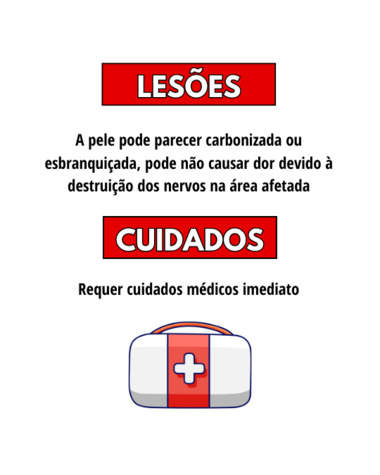 LESÕES
A pele pode parecer carbonizada ou
esbranquiçada, pode não causar dor devido à
destruição dos nervos na área afetada
CUIDADOS
Requer cuidados médicos imediato